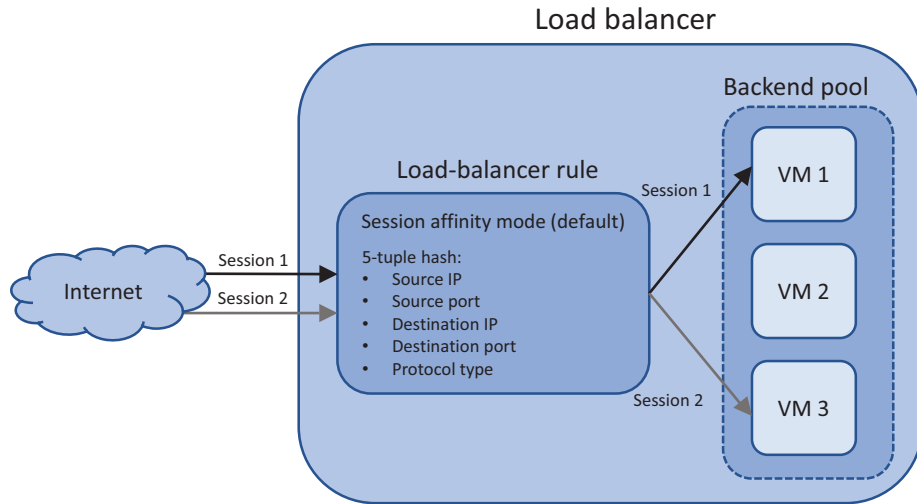 Load balancer
Backend pool
VM 1
Load-balancer rule
Session 1
Session affinity mode (default)
5-tuple hash:
• Source IP
• Source port
• Destination IP
• Destination port
• Protocol type
Session 1
Internet
Session 2
VM 2
Session 2
VM 3